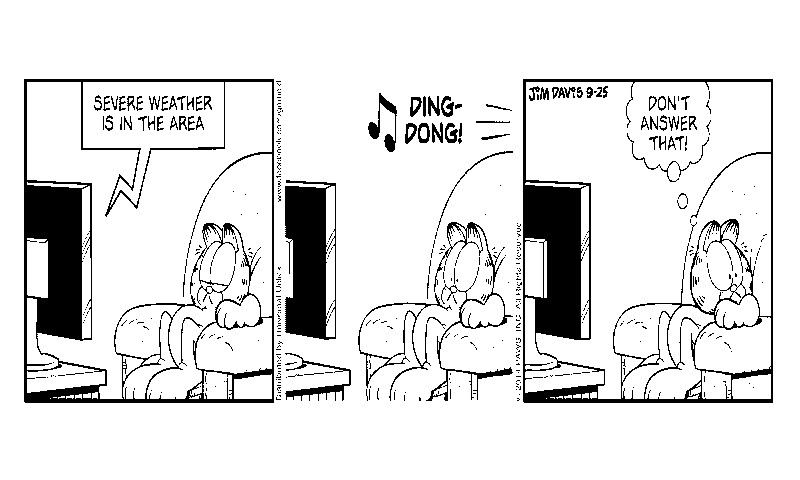 SEVERE WEATHER
IS IN THE AREA
DING-
DONG!
JIM DAVIS 9-25
DON'T
ANSWER
THAT!